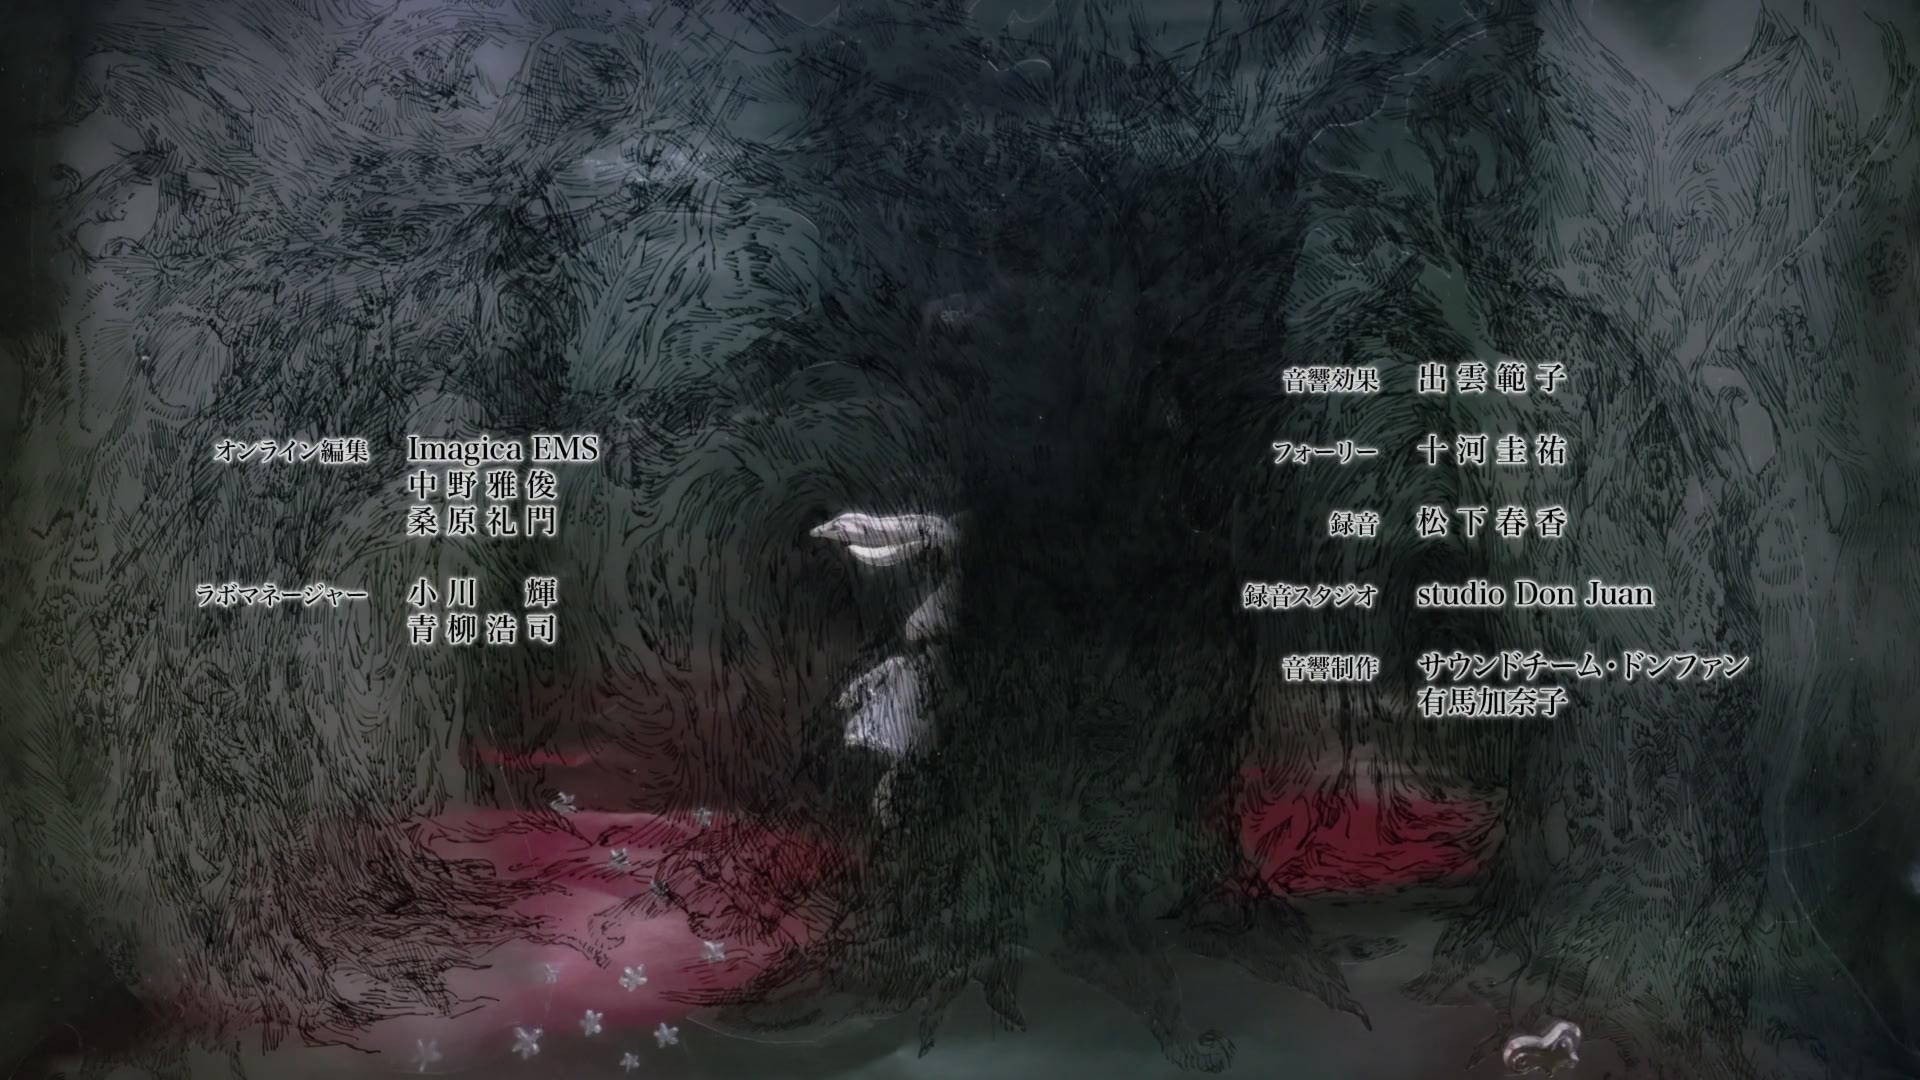 オンライン編集 Imagica EMS
中野雅俊
桑原礼門
ラボマネージャー 小川 輝
青柳浩司
音響効果 出雲範子
フォーリー 十河圭祐
録音 松下春香
録音スタジオ studio Don Juan
音響制作 サウンドチーム・ドンファン
有馬加奈子